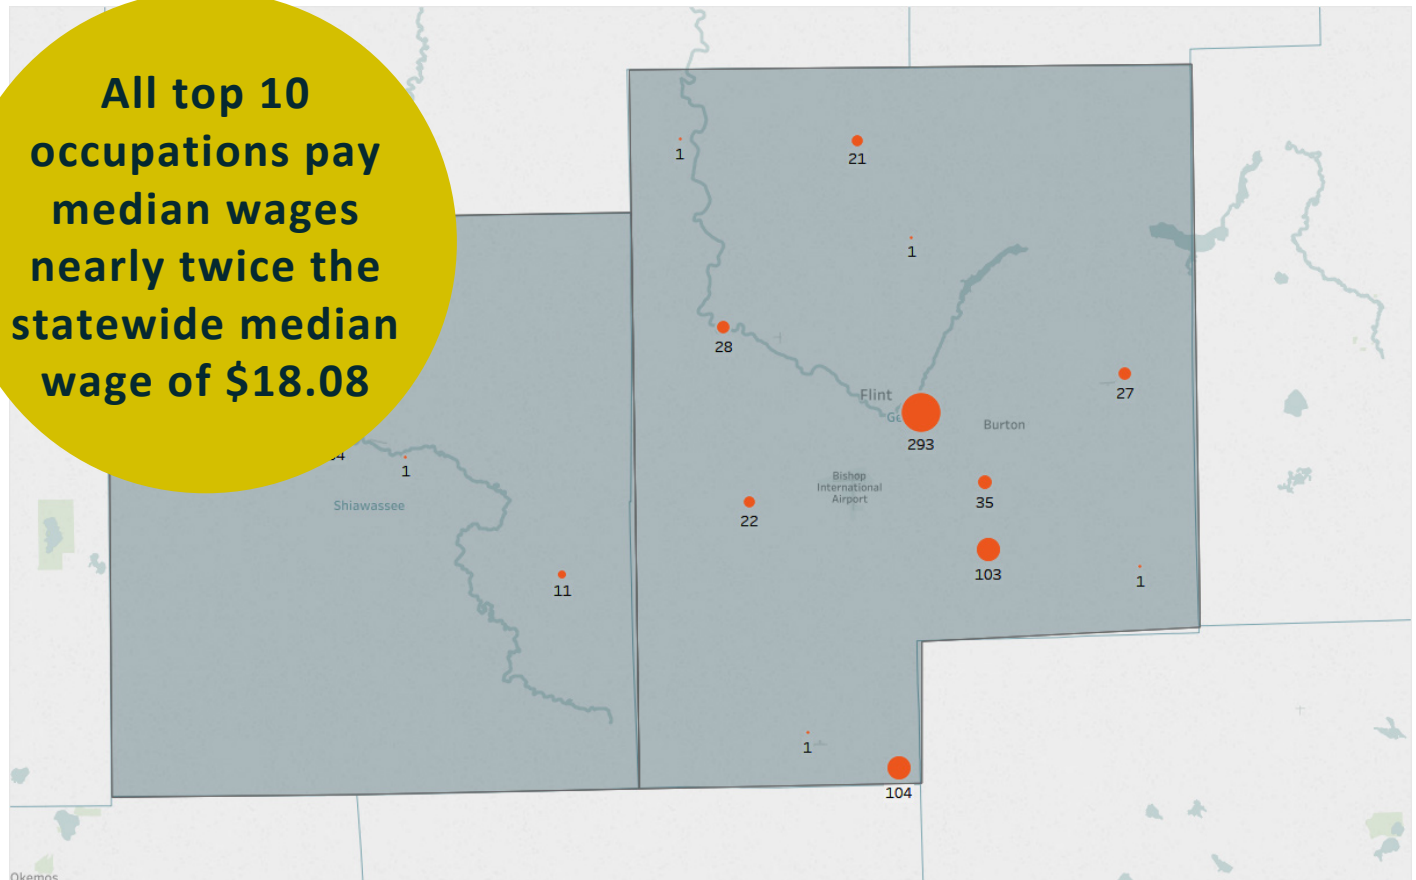 All top 10
occupations pay
median wages
nearly twice the
statewide median
wage of $18.08
1
21
1
28
27
Flint
293
Burton
1
Shiawassee
Bishop
International
Airport
35
22
103
11
1
1
104
Okemos